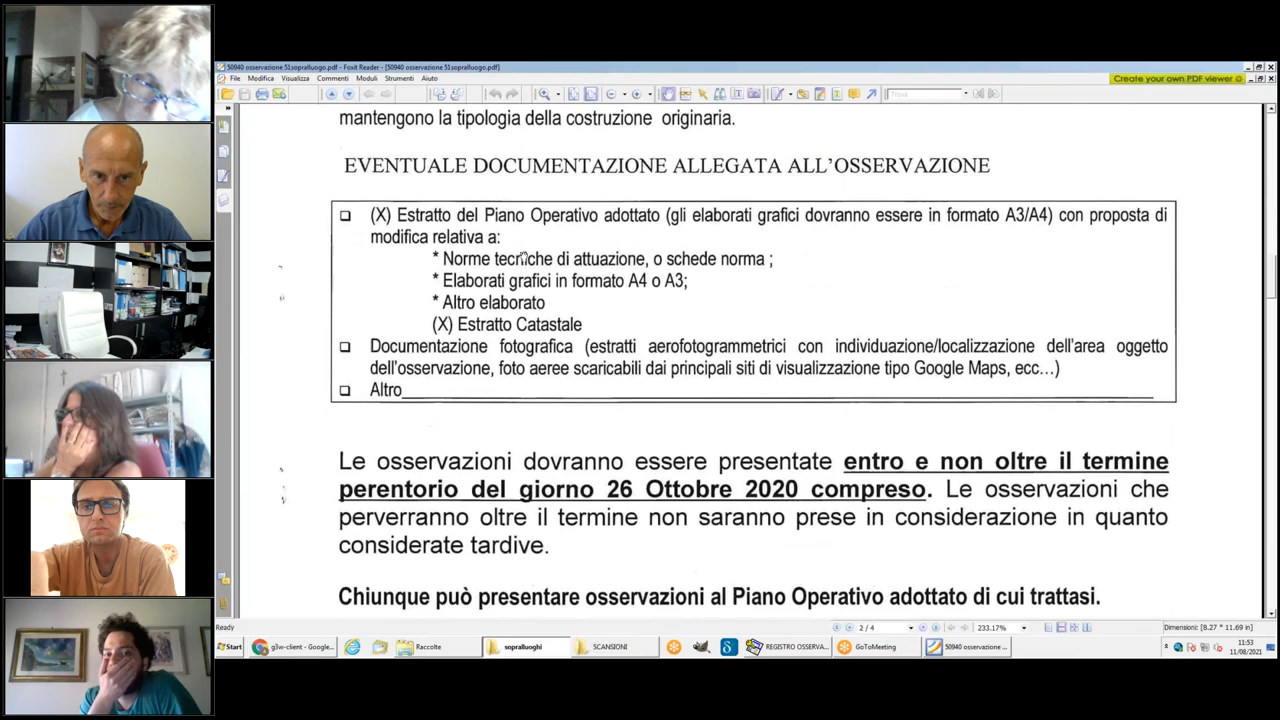 50940 osservazione 51sopralluogo.pdf - Foxit Reader - [50940 osservazione 51sopralluogo.pdf]
File Modifica Visualizza Commenti Moduli Strumenti Aiuto
Create your own PDF viewer
Trova
mantengono la tipologia della costruzione originaria.
EVENTUALE DOCUMENTAZIONE ALLEGATA ALL'OSSERVAZIONE
(X) Estratto del Piano Operativo adottato (gli elaborati grafici dovranno essere in formato A3/A4) con proposta di
modifica relativa a:
* Norme tecniche di attuazione, o schede norma ;
* Elaborati grafici in formato A4 o A3;
* Altro elaborato
(X) Estratto Catastale
Documentazione fotografica (estratti aerofotogrammetrici con individuazione/localizzazione dell'area oggetto
dell'osservazione, foto aeree scaricabili dai principali siti di visualizzazione tipo Google Maps, ecc...)
Altro
Le osservazioni dovranno essere presentate entro e non oltre il termine
perentorio del giorno 26 Ottobre 2020 compreso. Le osservazioni che
perverranno oltre il termine non saranno prese in considerazione in quanto
considerate tardive.
Chiunque può presentare osservazioni al Piano Operativo adottato di cui trattasi.
Ready 2 / 4 233.17% Dimensioni: [8.27 * 11.69 in]
Start g3w-client - Google... Raccolte sopralluoghi SCANSIONI REGISTRO OSSERVA... GoToMeeting 50940 osservazione ... 11:53
11/08/2021